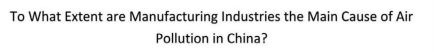 To What Extent are Manufacturing Industries the Main Cause of Air
Pollution in China?